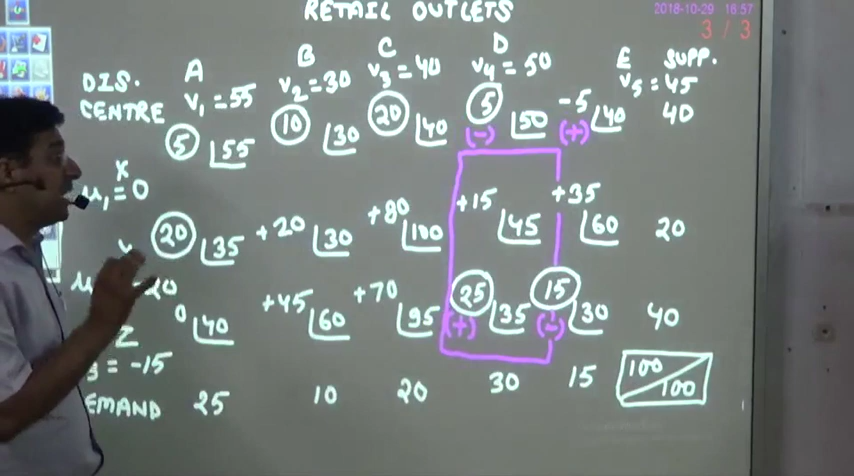 2018-10-29 16:57
3 / 3
RETAIL OUTLETS
DIS. CENTRE A B C D E SUPP.
v₁ = 55 v₂ = 30 v₃ = 40 v₄ = 50 v₅ = 45
5 55 10 30 20 40 5 50 -5 40 40
(-) (+)
X
u₁ = 0
20 35 +20 30 +80 100 +15 45 +35 60 20
20
0 40 +45 60 +70 95 25 35 15 30 40
(+) (-)
Z
= -15
EMAND 25 10 20 30 15 100 / 100